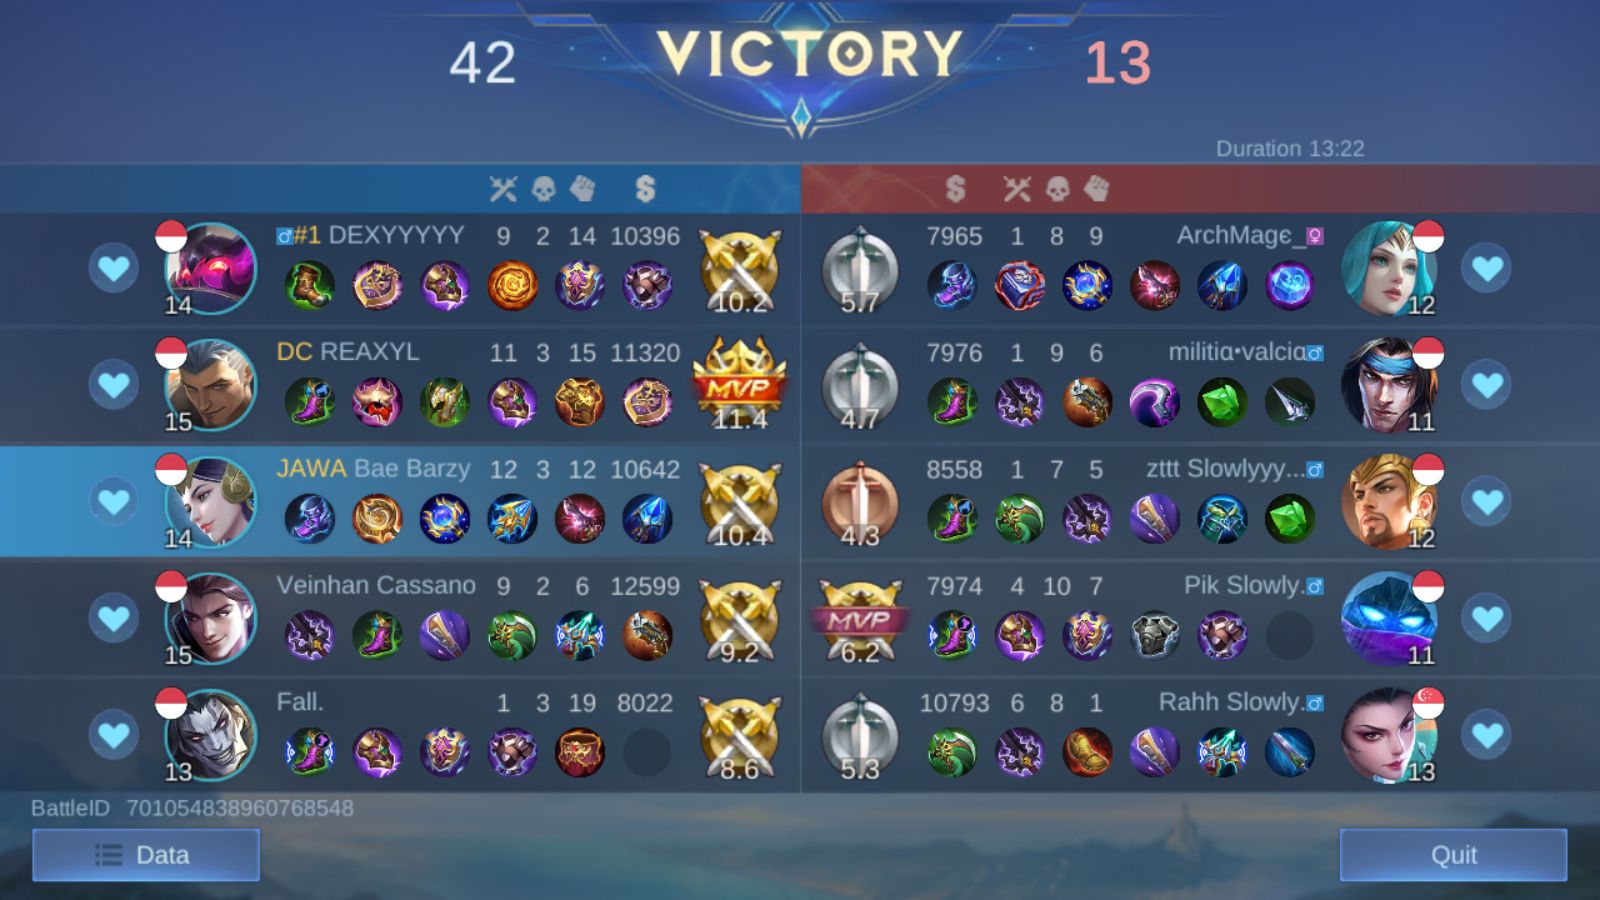 42 VICTORY 13
Duration 13:22
♂#1 DEXYYYYY 9 2 14 10396
14 10.2
5.7 7965 1 8 9 ArchMagє_♀
12
DC REAXYL 11 3 15 11320
15 MVP 11.4
4.7 7976 1 9 6 militiɑ•valciɑ♂
11
JAWA Bae Barzy 12 3 12 10642
14 10.4
4.3 8558 1 7 5 zttt Slowlyyy...♂
12
Veinhan Cassano 9 2 6 12599
15 9.2
MVP 6.2 7974 4 10 7 Pik Slowly.♂
11
Fall. 1 3 19 8022
13 8.6
5.3 10793 6 8 1 Rahh Slowly.♂
13
BattleID 701054838960768548
Data
Quit